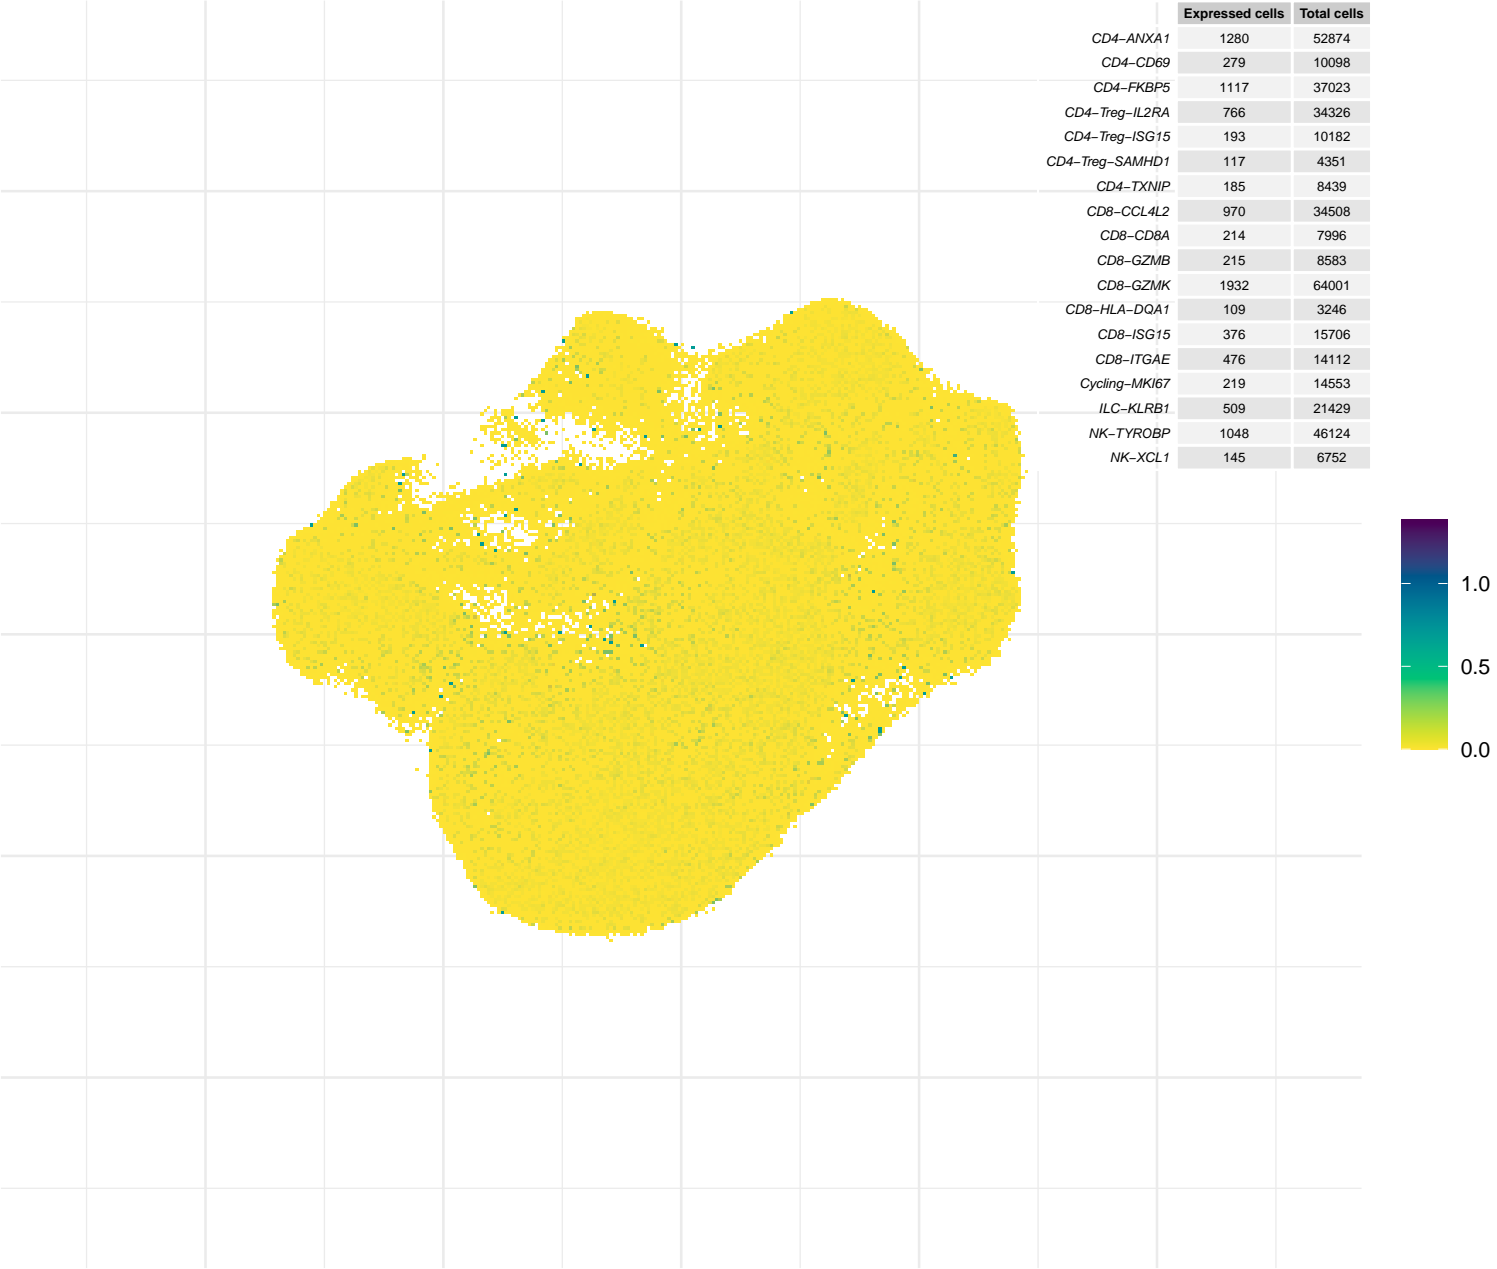 Expressed cells Total cells
CD4−ANXA1 1280 52874
CD4−CD69 279 10098
CD4−FKBP5 1117 37023
CD4−Treg−IL2RA 766 34326
CD4−Treg−ISG15 193 10182
CD4−Treg−SAMHD1 117 4351
CD4−TXNIP 185 8439
CD8−CCL4L2 970 34508
CD8−CD8A 214 7996
CD8−GZMB 215 8583
CD8−GZMK 1932 64001
CD8−HLA−DQA1 109 3246
CD8−ISG15 376 15706
CD8−ITGAE 476 14112
Cycling−MKI67 219 14553
ILC−KLRB1 509 21429
NK−TYROBP 1048 46124
NK−XCL1 145 6752
1.0
0.5
0.0